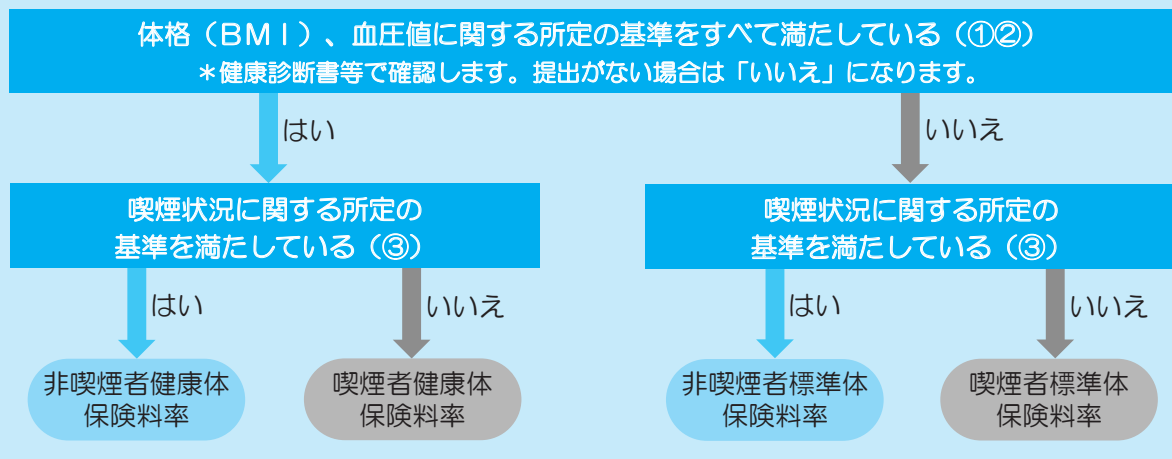 体格（ＢＭＩ）、血圧値に関する所定の基準をすべて満たしている（①②）
＊健康診断書等で確認します。提出がない場合は「いいえ」になります。
はい
いいえ
喫煙状況に関する所定の
基準を満たしている（③）
喫煙状況に関する所定の
基準を満たしている（③）
はい
いいえ
はい
いいえ
非喫煙者健康体
保険料率
喫煙者健康体
保険料率
非喫煙者標準体
保険料率
喫煙者標準体
保険料率